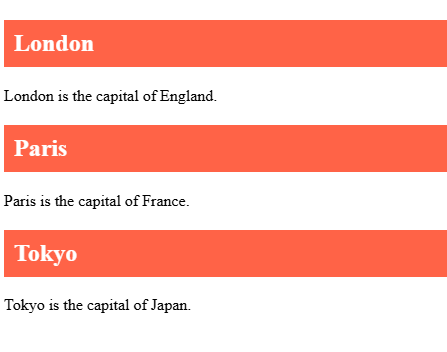 London
London is the capital of England.
Paris
Paris is the capital of France.
Tokyo
Tokyo is the capital of Japan.